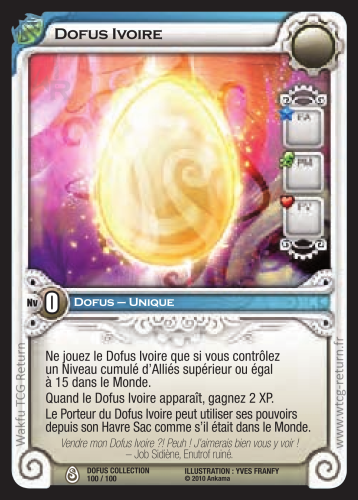 Dofus Ivoire
PA
PM
PV
Nv 0 Dofus – Unique
Ne jouez le Dofus Ivoire que si vous contrôlez
un Niveau cumulé d'Alliés supérieur ou égal
à 15 dans le Monde.
Quand le Dofus Ivoire apparaît, gagnez 2 XP.
Le Porteur du Dofus Ivoire peut utiliser ses pouvoirs
depuis son Havre Sac comme s'il était dans le Monde.
Vendre mon Dofus Ivoire ?! Peuh ! J'aimerais bien vous y voir !
– Job Sidiène, Enutrof ruiné.
Wakfu TCG Return
www.wtcg-return.fr
DOFUS COLLECTION
100 / 100
ILLUSTRATION : YVES FRANFY
© 2010 Ankama